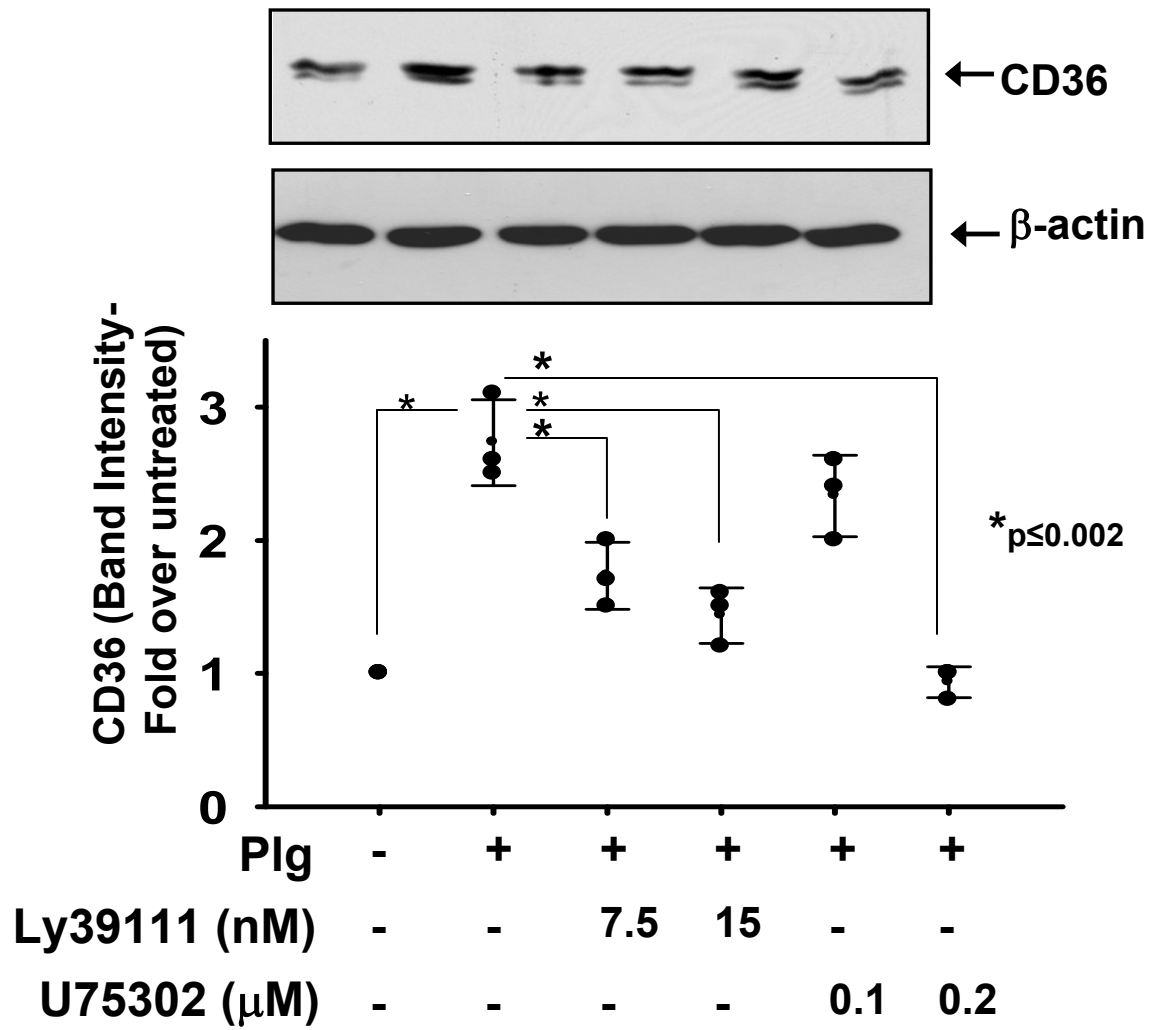 CD36
β-actin
CD36 (Band Intensity-
Fold over untreated)
3
2
1
0
*
*
*
*
*p≤0.002
Plg - + + + + +
Ly39111 (nM) - - 7.5 15 - -
U75302 (μM) - - - - 0.1 0.2